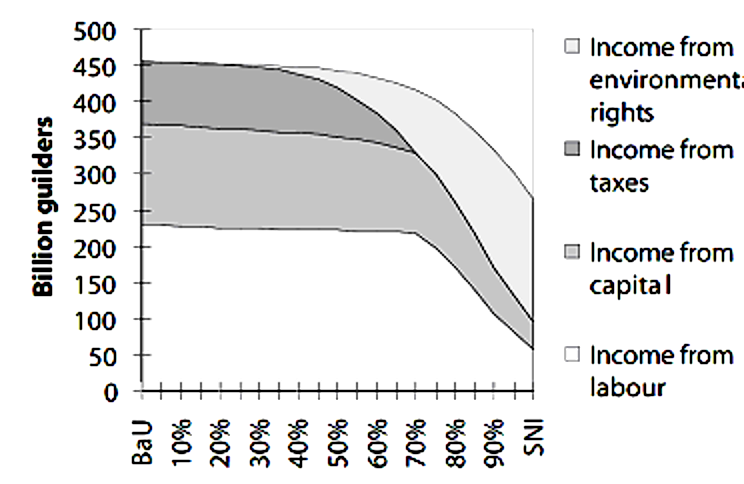 500
450
400
350
300
250
200
150
100
50
0
Billion guilders
BaU
10%
20%
30%
40%
50%
60%
70%
80%
90%
SNI
Income from
environmenta
rights
Income from
taxes
Income from
capital
Income from
labour